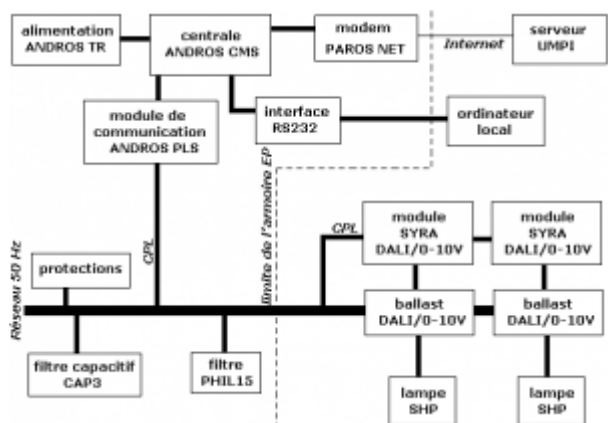 alimentation
ANDROS TR
centrale
ANDROS CMS
modem
PAROS NET
Internet
serveur
UMPI
module de
communication
ANDROS PLS
interface
RS232
ordinateur
local
limite de l'armoire EP
CPL
CPL
module
SYRA
DALI/0-10V
module
SYRA
DALI/0-10V
Réseau 50 Hz
protections
ballast
DALI/0-10V
ballast
DALI/0-10V
filtre capacitif
CAP3
filtre
PHIL15
lampe
SHP
lampe
SHP